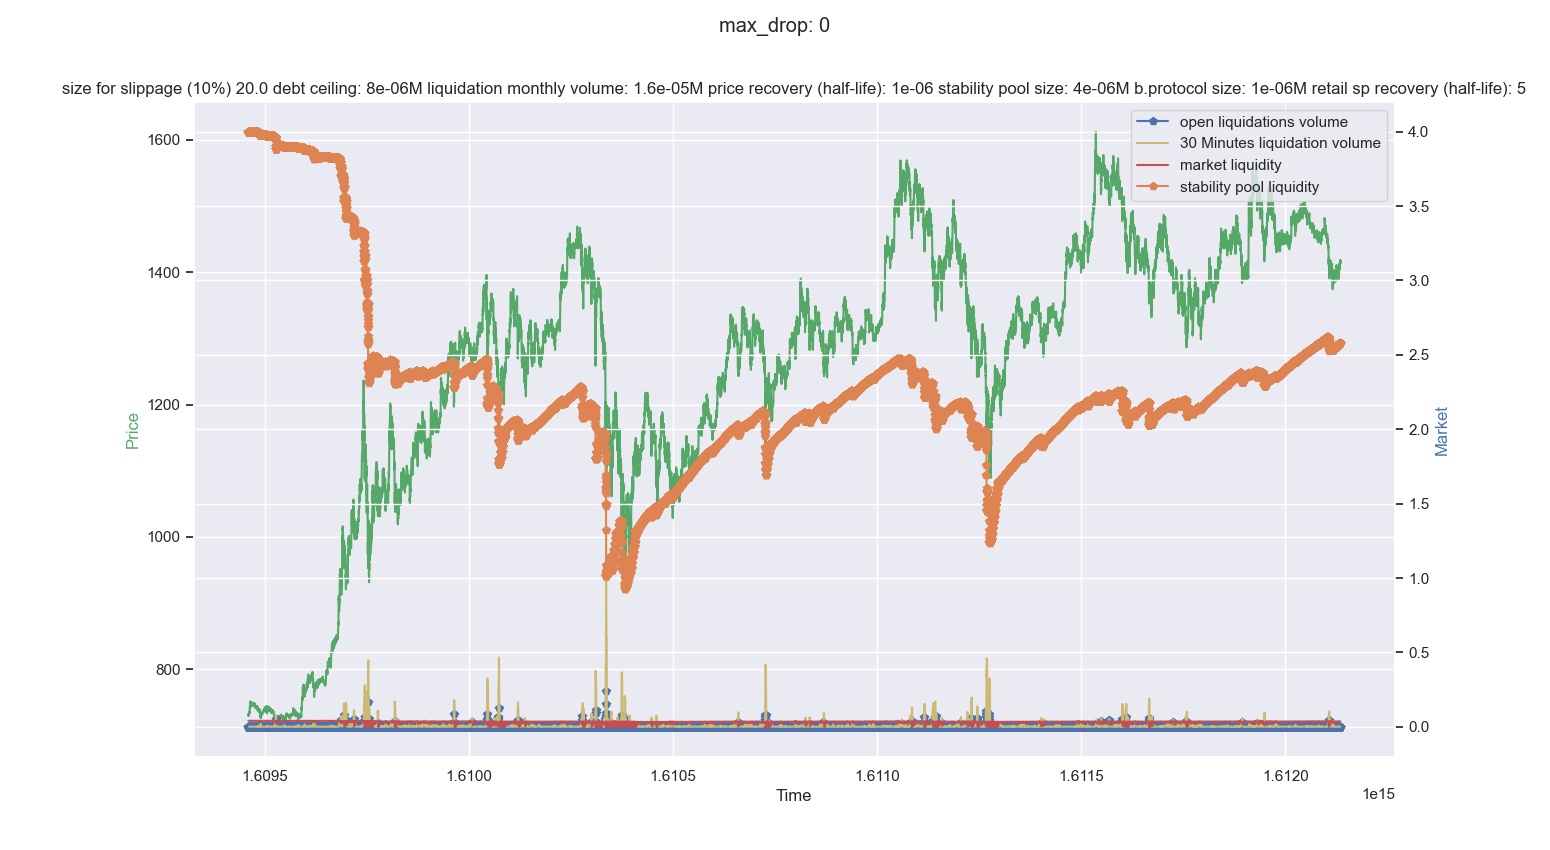 max_drop: 0
size for slippage (10%) 20.0 debt ceiling: 8e-06M liquidation monthly volume: 1.6e-05M price recovery (half-life): 1e-06 stability pool size: 4e-06M b.protocol size: 1e-06M retail sp recovery (half-life): 5
open liquidations volume
30 Minutes liquidation volume
market liquidity
stability pool liquidity
1600
1400
1200
1000
800
Price
4.0
3.5
3.0
2.5
2.0
1.5
1.0
0.5
0.0
Market
1.6095 1.6100 1.6105 1.6110 1.6115 1.6120
Time
1e15